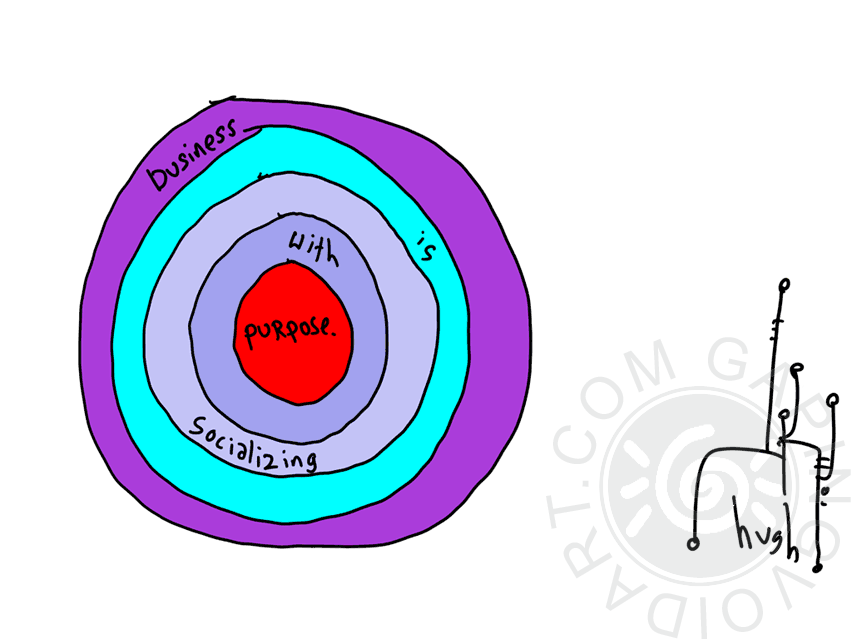 business
is
socializing
with
purpose.
hugh
GAPINGVOIDART.COM